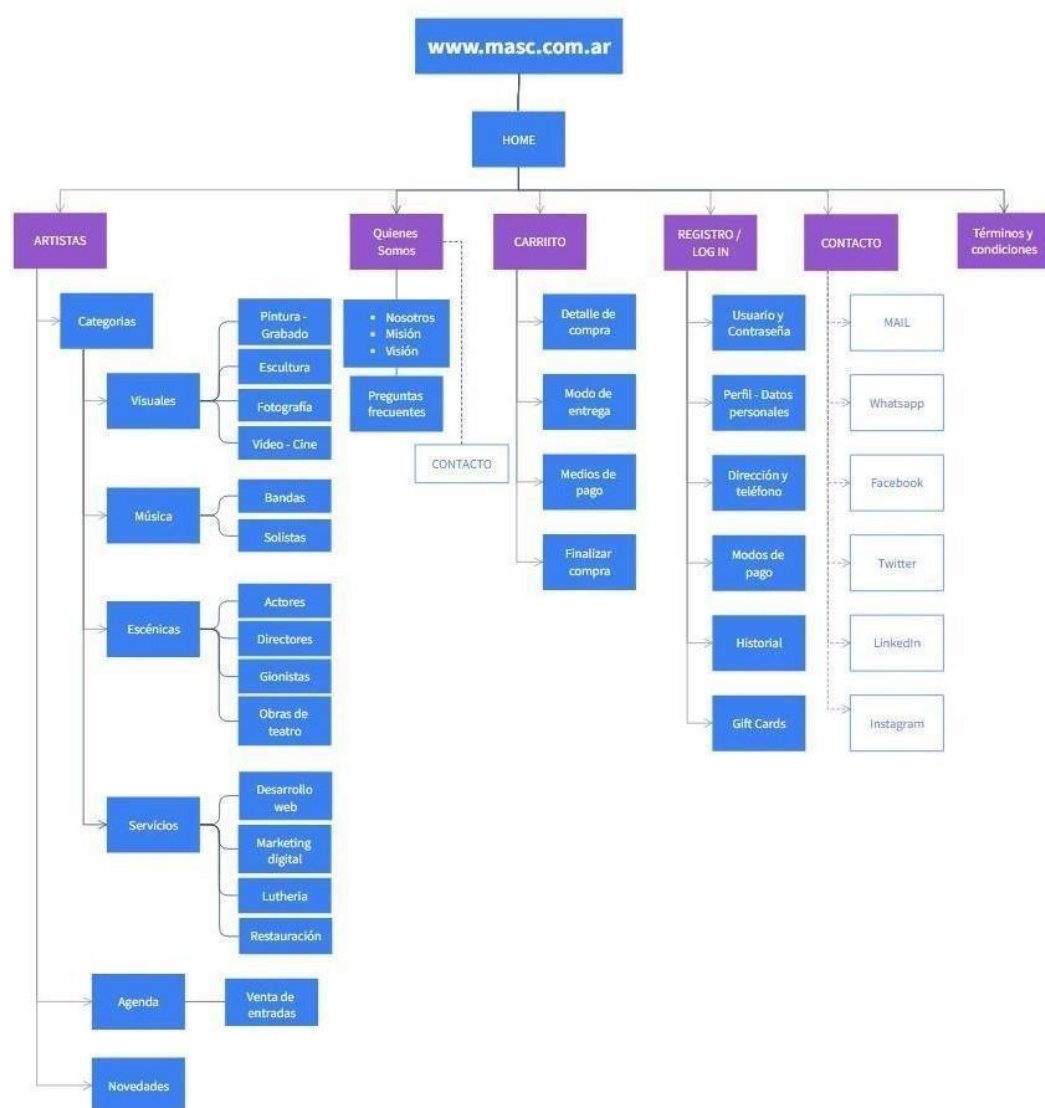 www.masc.com.ar
HOME
ARTISTAS
Quienes
Somos
CARRIITO
REGISTRO /
LOG IN
CONTACTO
Términos y
condiciones
Categorias
Visuales
Pintura -
Grabado
Escultura
Fotografía
Video - Cine
Música
Bandas
Solistas
Escénicas
Actores
Directores
Gionistas
Obras de
teatro
Servicios
Desarrollo
web
Marketing
digital
Lutheria
Restauración
Agenda
Venta de
entradas
Novedades
• Nosotros
• Misión
• Visión
Preguntas
frecuentes
CONTACTO
Detalle de
compra
Modo de
entrega
Medios de
pago
Finalizar
compra
Usuario y
Contraseña
Perfil - Datos
personales
Dirección y
teléfono
Modos de
pago
Historial
Gift Cards
MAIL
Whatsapp
Facebook
Twitter
LinkedIn
Instagram